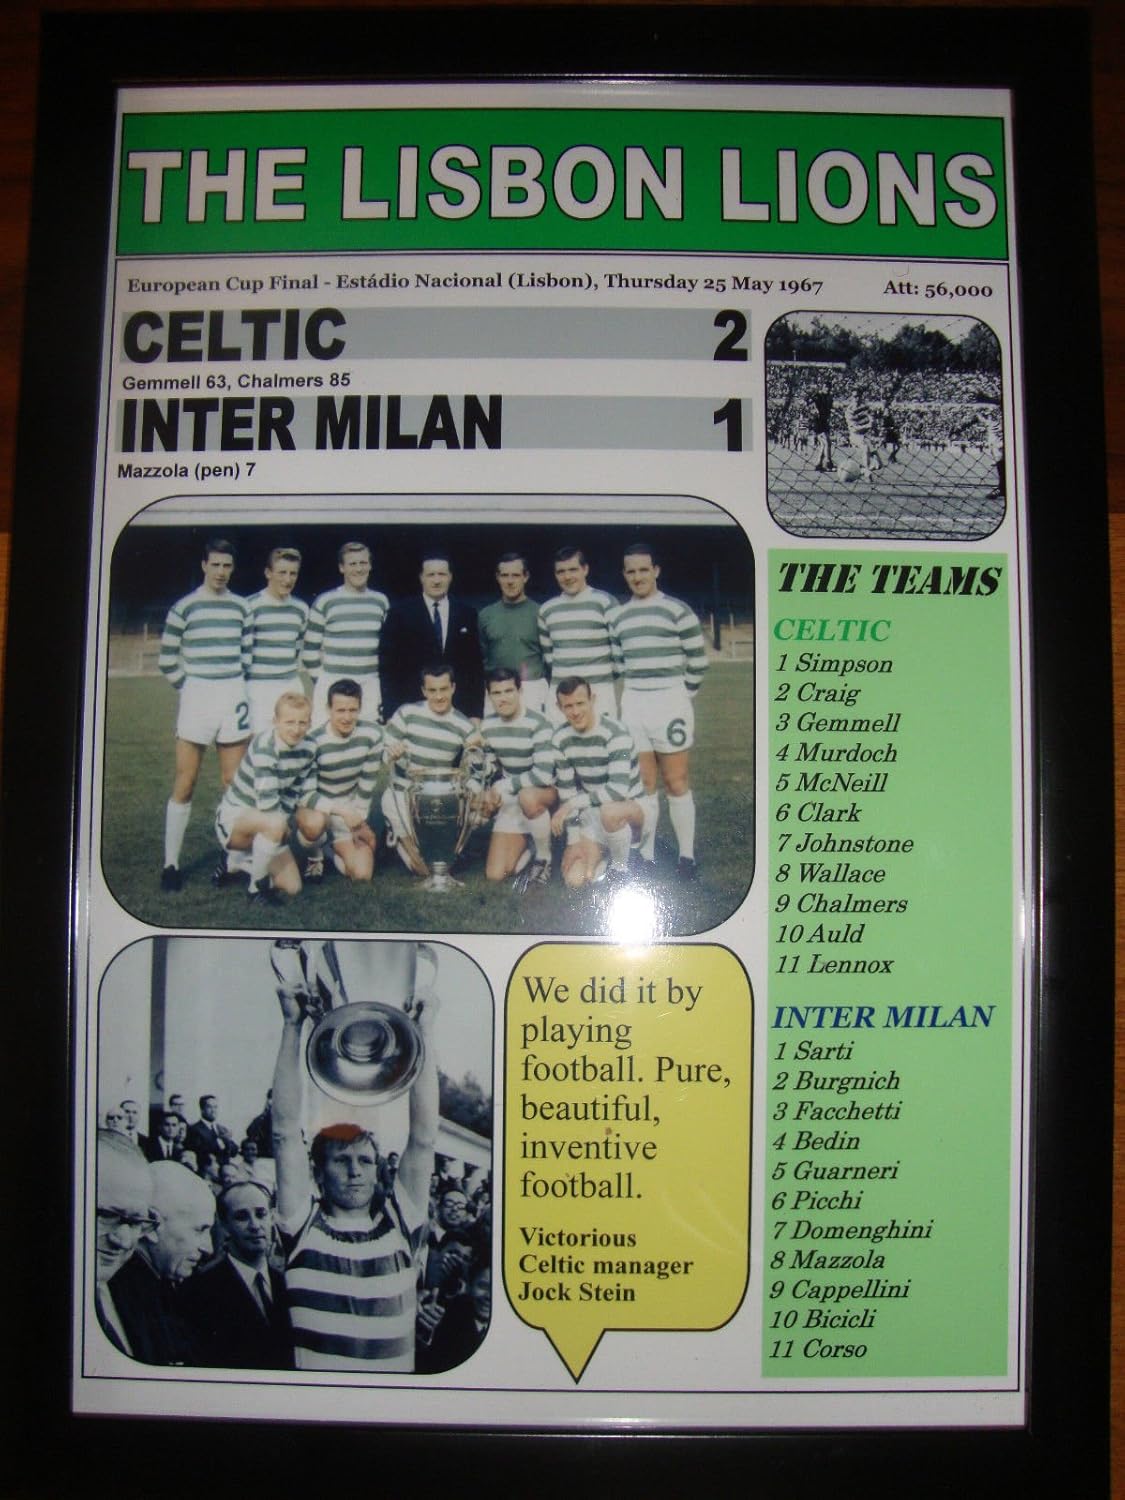 THE LISBON LIONS
European Cup Final - Estádio Nacional (Lisbon), Thursday 25 May 1967 Att: 56,000
CELTIC 2
Gemmell 63, Chalmers 85
INTER MILAN 1
Mazzola (pen) 7
2
6
We did it by
playing
football. Pure,
beautiful,
inventive
football.
Victorious
Celtic manager
Jock Stein
THE TEAMS
CELTIC
1 Simpson
2 Craig
3 Gemmell
4 Murdoch
5 McNeill
6 Clark
7 Johnstone
8 Wallace
9 Chalmers
10 Auld
11 Lennox
INTER MILAN
1 Sarti
2 Burgnich
3 Facchetti
4 Bedin
5 Guarneri
6 Picchi
7 Domenghini
8 Mazzola
9 Cappellini
10 Bicicli
11 Corso